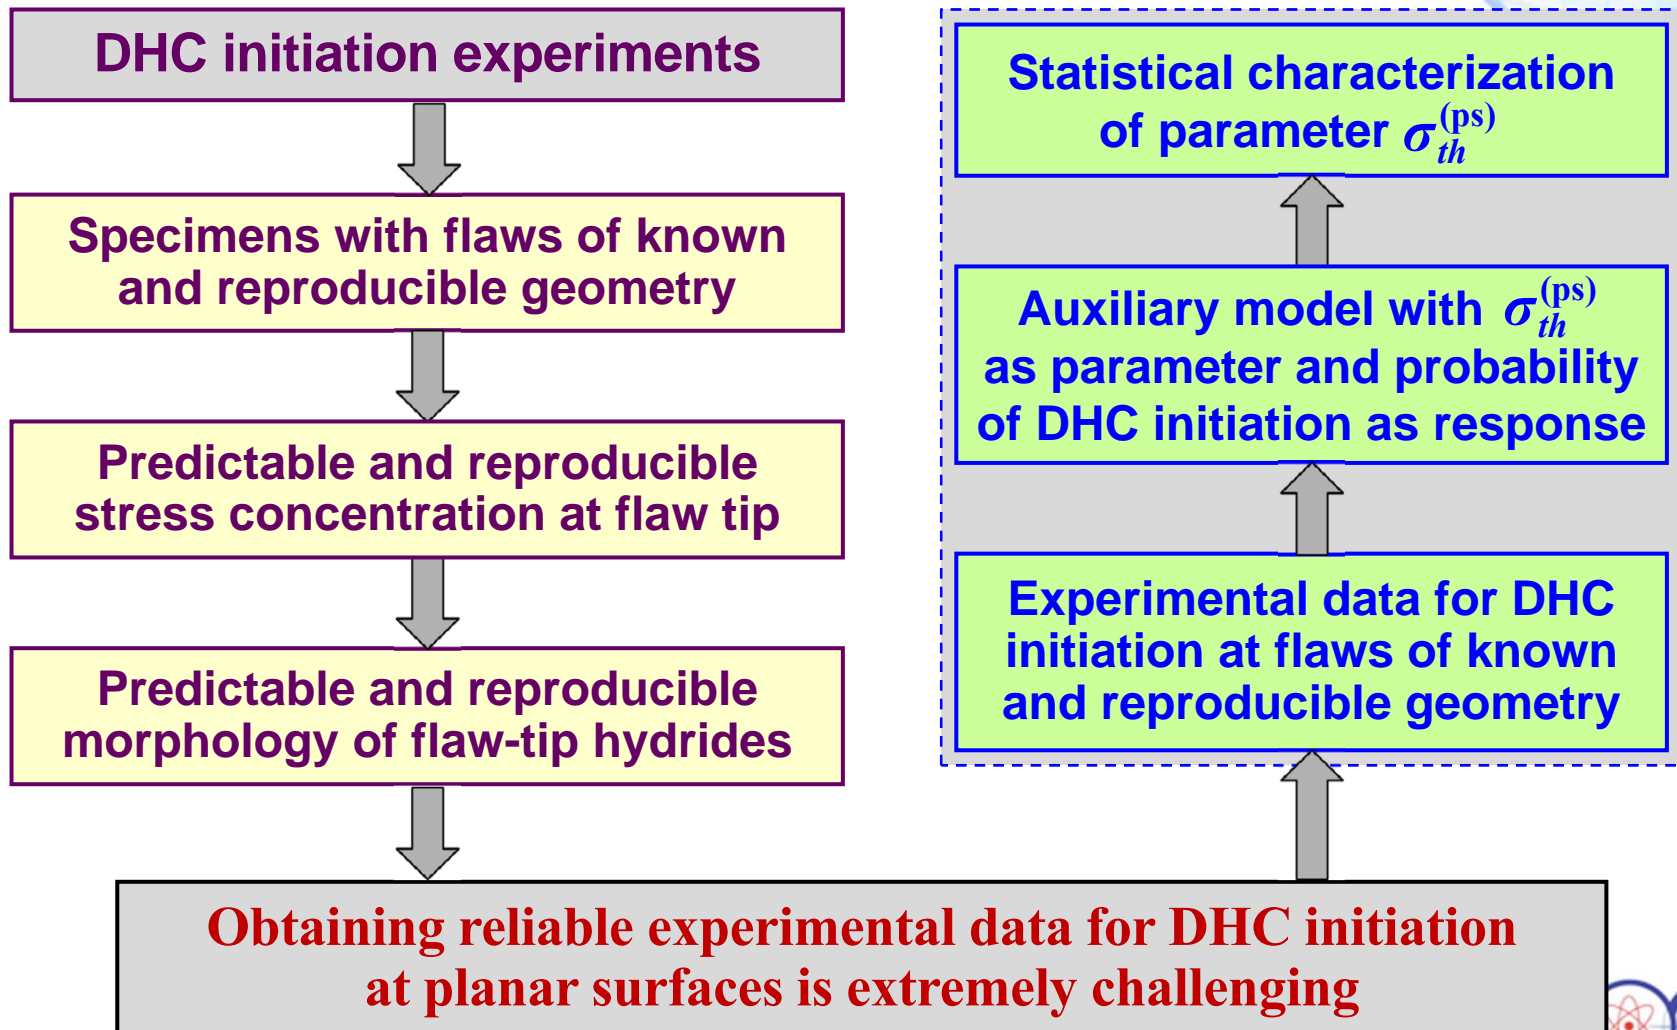 DHC initiation experiments
Specimens with flaws of known
and reproducible geometry
Predictable and reproducible
stress concentration at flaw tip
Predictable and reproducible
morphology of flaw-tip hydrides
Obtaining reliable experimental data for DHC initiation
at planar surfaces is extremely challenging
Experimental data for DHC
initiation at flaws of known
and reproducible geometry
Auxiliary model with σ_th^(ps)
as parameter and probability
of DHC initiation as response
Statistical characterization
of parameter σ_th^(ps)